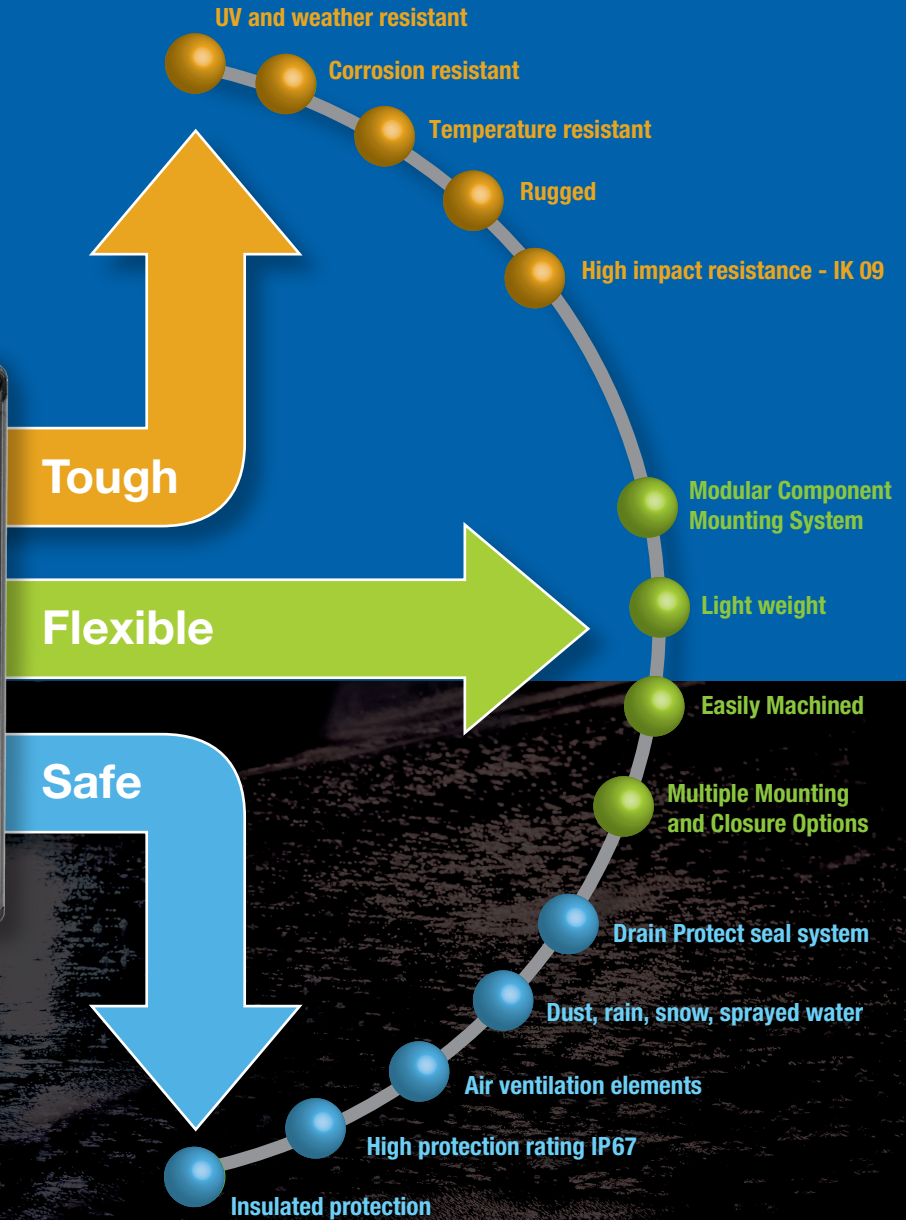 UV and weather resistant
Corrosion resistant
Temperature resistant
Rugged
High impact resistance - IK 09
Tough
Modular Component
Mounting System
Light weight
Flexible
Easily Machined
Safe
Multiple Mounting
and Closure Options
Drain Protect seal system
Dust, rain, snow, sprayed water
Air ventilation elements
High protection rating IP67
Insulated protection